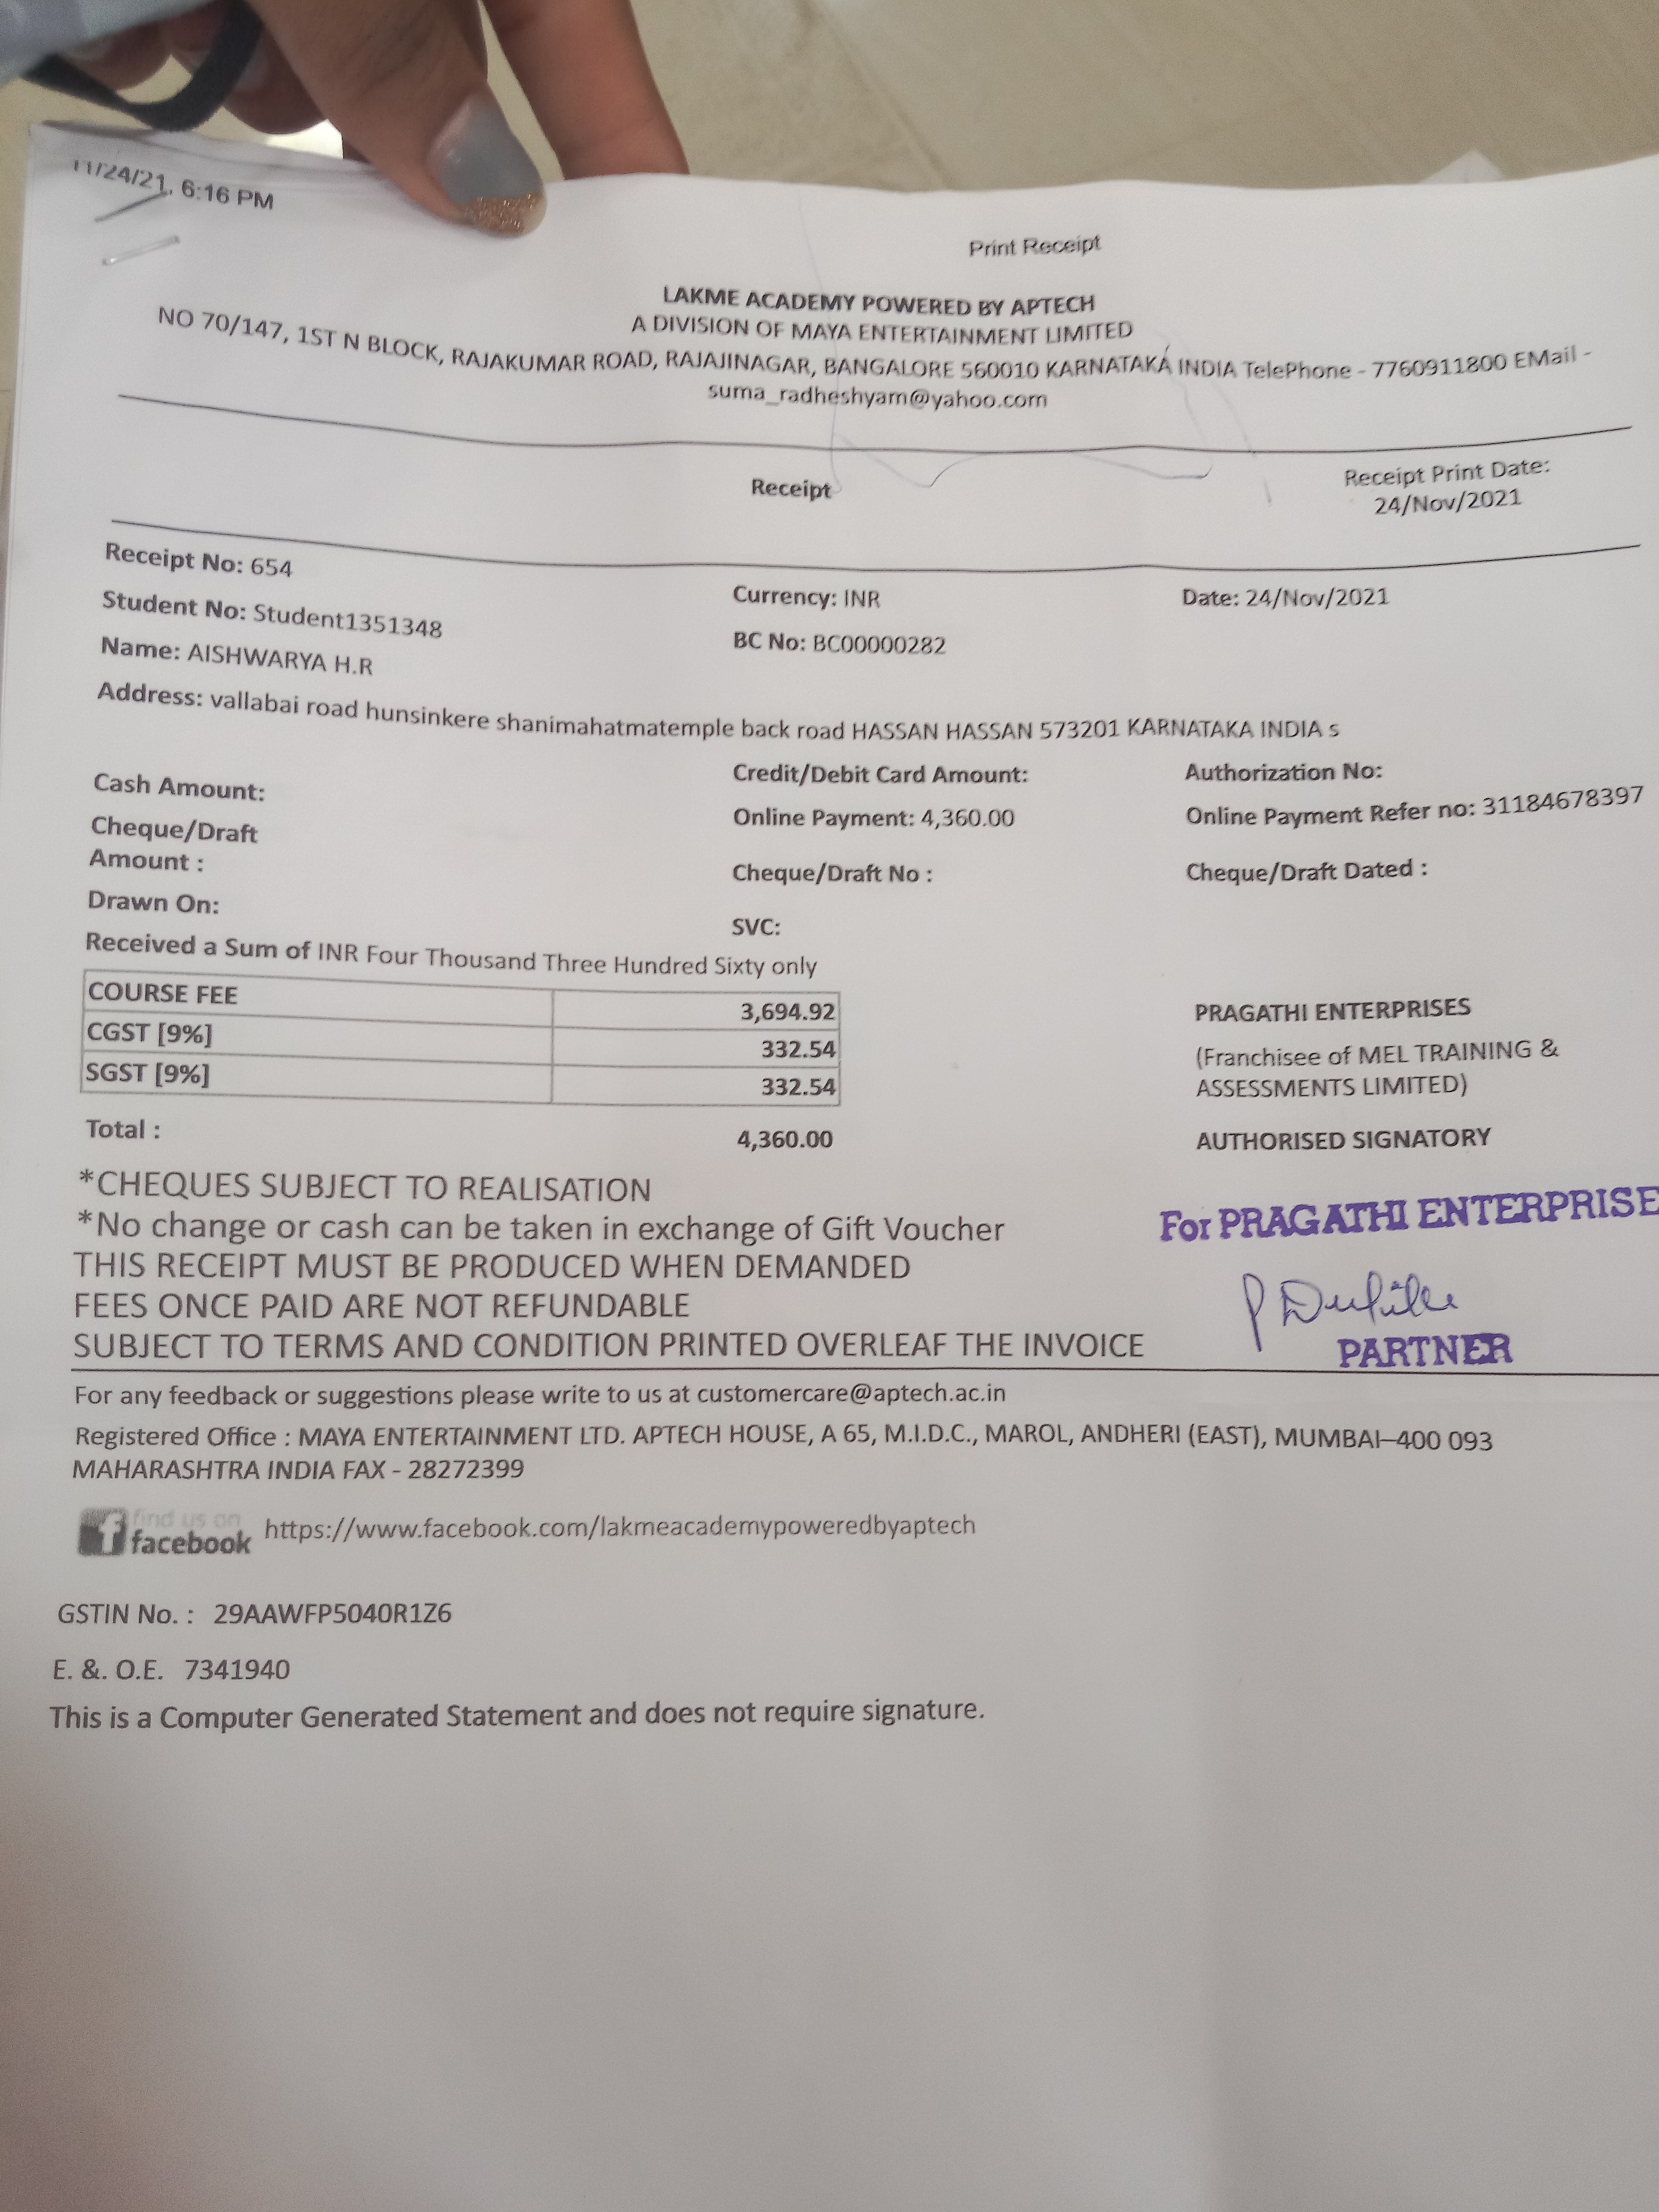 11/24/21, 6:16 PM
Print Receipt
LAKME ACADEMY POWERED BY APTECH
A DIVISION OF MAYA ENTERTAINMENT LIMITED
NO 70/147, 1ST N BLOCK, RAJAKUMAR ROAD, RAJAJINAGAR, BANGALORE 560010 KARNATAKA INDIA TelePhone - 7760911800 EMail -
suma_radheshyam@yahoo.com
Receipt
Receipt Print Date:
24/Nov/2021
Receipt No: 654
Currency: INR
Date: 24/Nov/2021
Student No: Student1351348
BC No: BC00000282
Name: AISHWARYA H.R
Address: vallabai road hunsinkere shanimahatmatemple back road HASSAN HASSAN 573201 KARNATAKA INDIA s
Cash Amount:
Credit/Debit Card Amount:
Authorization No:
Online Payment: 4,360.00
Online Payment Refer no: 31184678397
Cheque/Draft
Amount :
Cheque/Draft No :
Cheque/Draft Dated :
Drawn On:
SVC:
Received a Sum of INR Four Thousand Three Hundred Sixty only
COURSE FEE 3,694.92
CGST [9%] 332.54
SGST [9%] 332.54
Total : 4,360.00
PRAGATHI ENTERPRISES
(Franchisee of MEL TRAINING &
ASSESSMENTS LIMITED)
AUTHORISED SIGNATORY
*CHEQUES SUBJECT TO REALISATION
*No change or cash can be taken in exchange of Gift Voucher
THIS RECEIPT MUST BE PRODUCED WHEN DEMANDED
FEES ONCE PAID ARE NOT REFUNDABLE
SUBJECT TO TERMS AND CONDITION PRINTED OVERLEAF THE INVOICE
For PRAGATHI ENTERPRISE
PARTNER
For any feedback or suggestions please write to us at customercare@aptech.ac.in
Registered Office : MAYA ENTERTAINMENT LTD. APTECH HOUSE, A 65, M.I.D.C., MAROL, ANDHERI (EAST), MUMBAI–400 093
MAHARASHTRA INDIA FAX - 28272399
find us on
facebook https://www.facebook.com/lakmeacademypoweredbyaptech
GSTIN No. : 29AAWFP5040R1Z6
E. &. O.E. 7341940
This is a Computer Generated Statement and does not require signature.